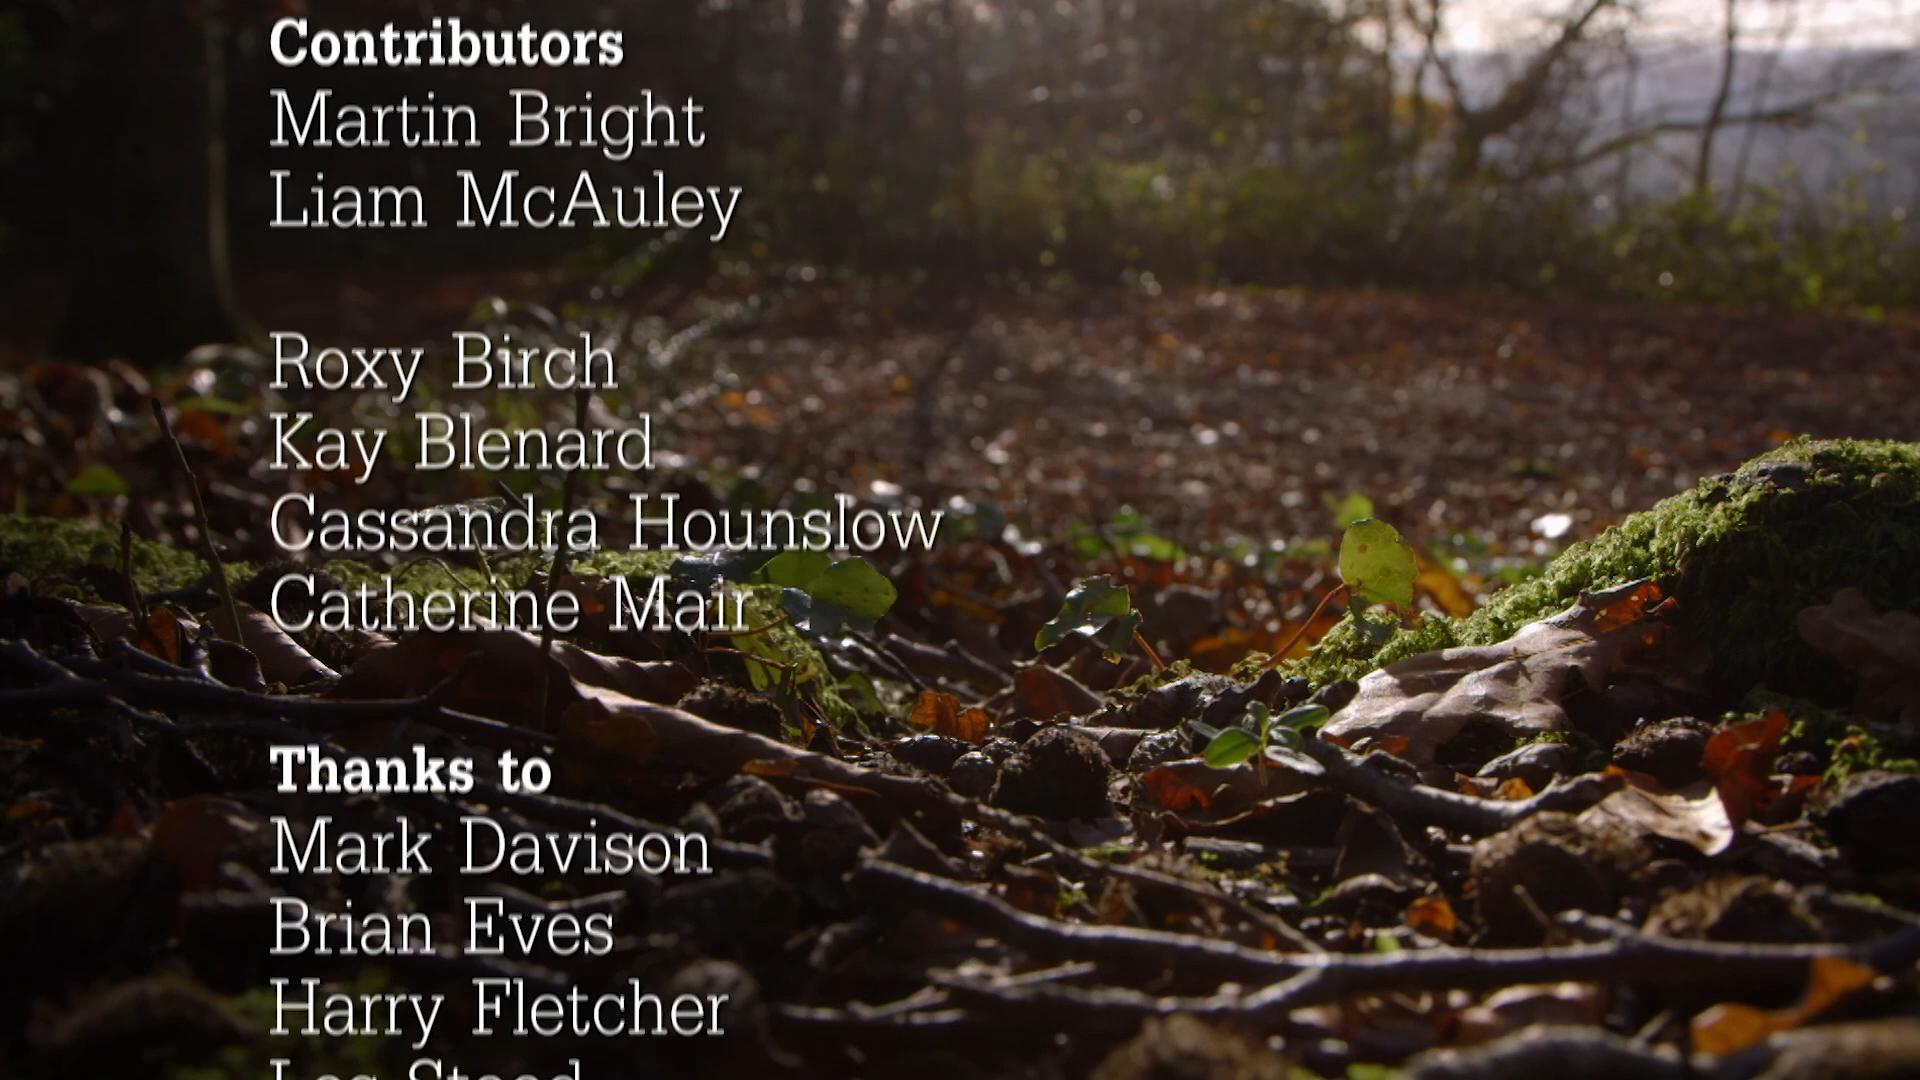 Contributors
Martin Bright
Liam McAuley
Roxy Birch
Kay Blenard
Cassandra Hounslow
Catherine Mair
Thanks to
Mark Davison
Brian Eves
Harry Fletcher